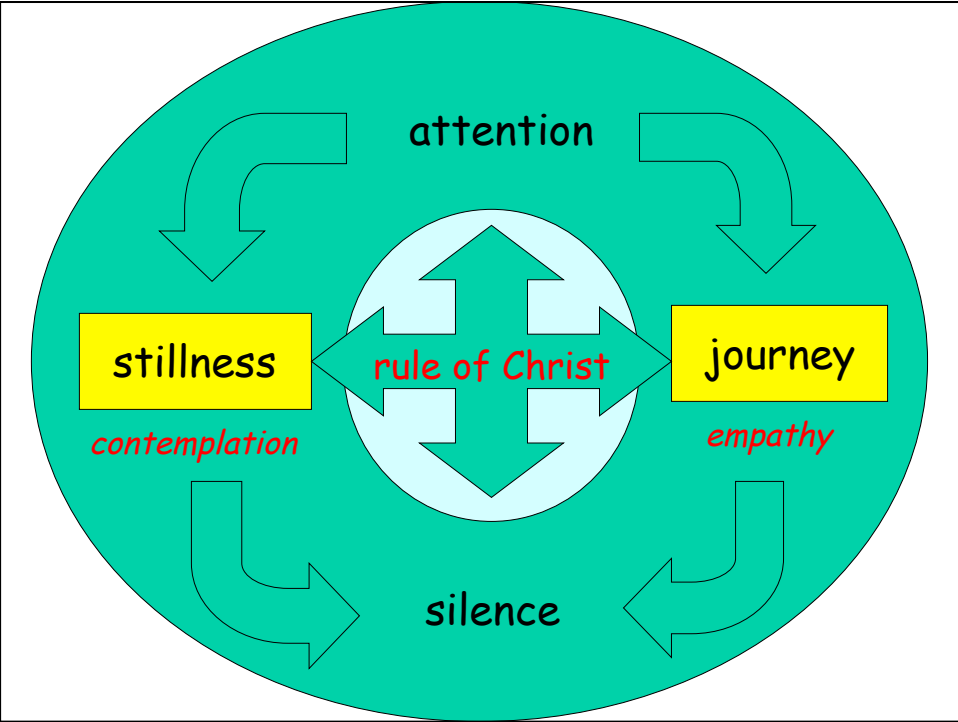 attention
stillness
rule of Christ
journey
contemplation
empathy
silence